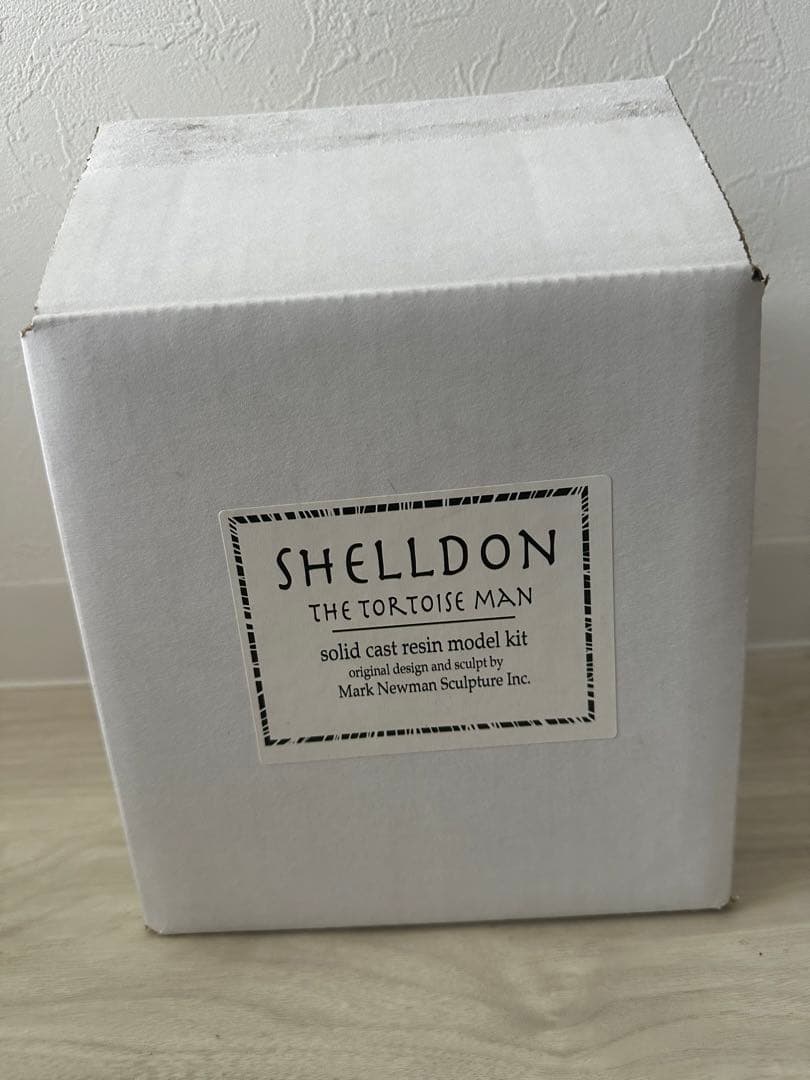 SHELLDON
THE TORTOISE MAN
solid cast resin model kit
original design and sculpt by
Mark Newman Sculpture Inc.